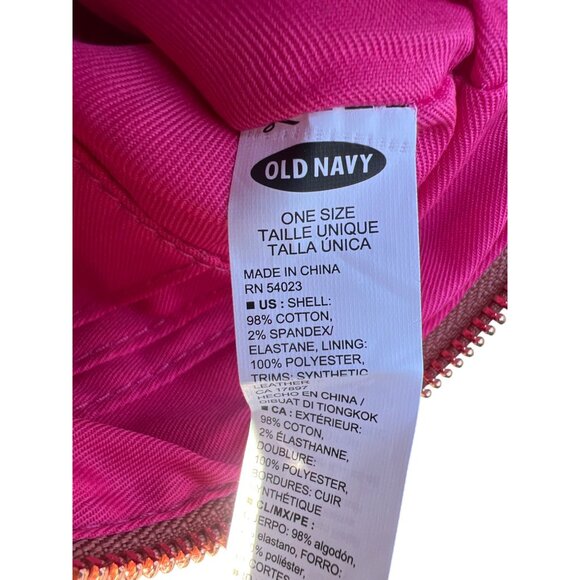 OLD NAVY
ONE SIZE
TAILLE UNIQUE
TALLA ÚNICA
MADE IN CHINA
RN 54023
■ US : SHELL:
98% COTTON,
2% SPANDEX/
ELASTANE, LINING:
100% POLYESTER,
TRIMS: SYNTHETIC
LEATHER
CA 17897
HECHO EN CHINA /
DIBUAT DI TIONGKOK
■ CA : EXTÉRIEUR:
98% COTON,
2% ÉLASTHANNE,
DOUBLURE:
100% POLYESTER,
BORDURES: CUIR
SYNTHÉTIQUE
■ CL/MX/PE :
CUERPO: 98% algodón,
elastano, FORRO:
poliéster,